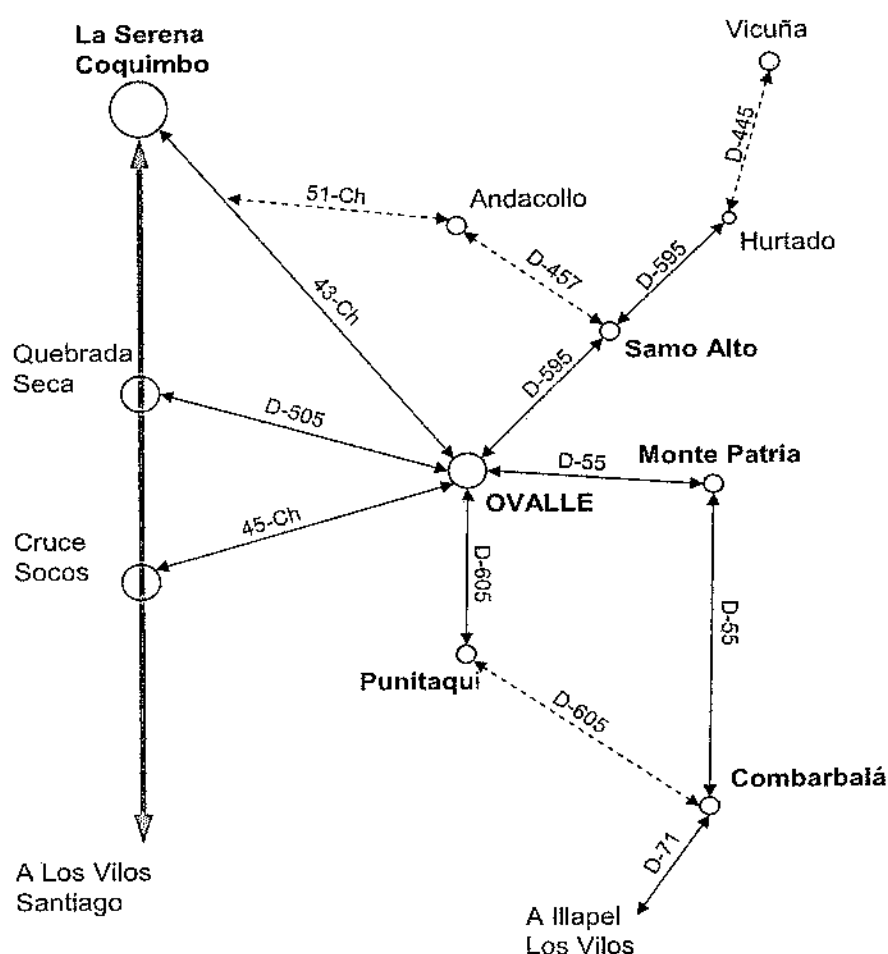 La Serena
Coquimbo
Vicuña
D-445
51-Ch
Andacollo
Hurtado
D-457
D-595
43-Ch
Samo Alto
Quebrada
Seca
D-505
D-595
Monte Patria
D-55
OVALLE
45-Ch
Cruce
Socos
D-605
D-55
Punitaqui
D-605
Combarbalá
D-71
A Los Vilos
Santiago
A Illapel
Los Vilos